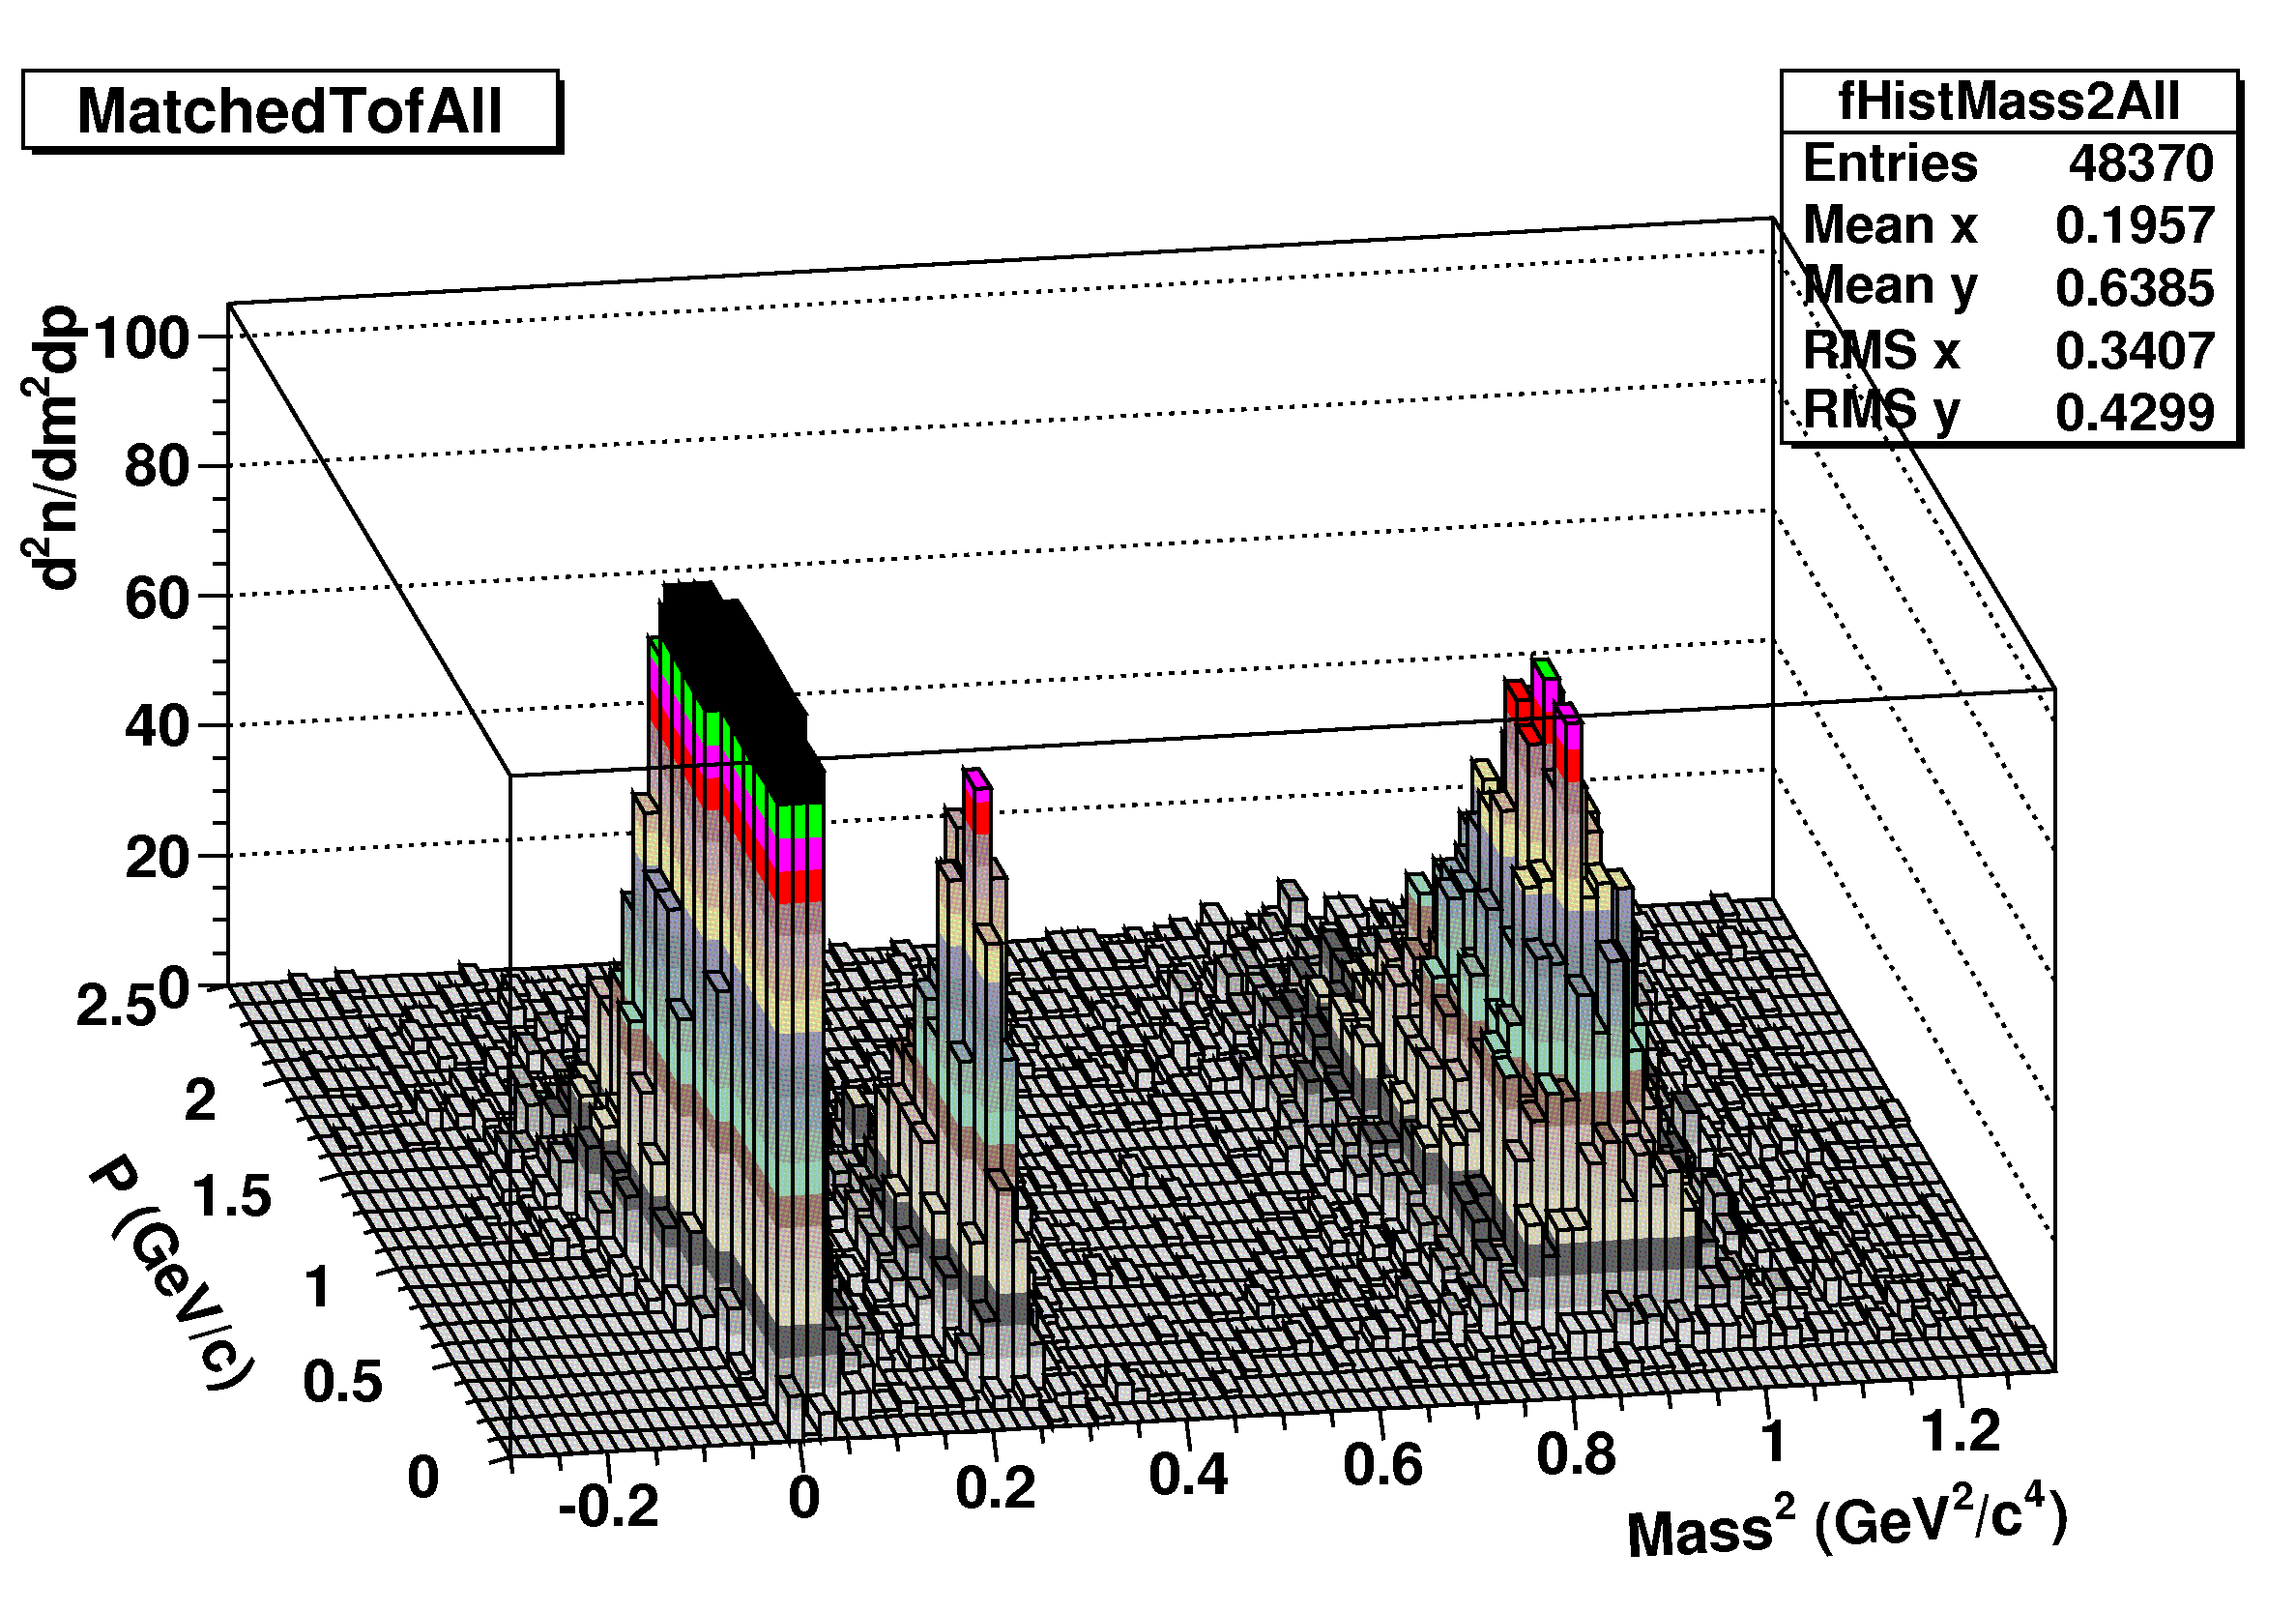 MatchedTofAll
fHistMass2All
Entries 48370
Mean x 0.1957
Mean y 0.6385
RMS x 0.3407
RMS y 0.4299
d²n/dm²dp
100
80
60
40
20
0
2.5
2
1.5
1
0.5
0
P (GeV/c)
-0.2 0 0.2 0.4 0.6 0.8 1 1.2
Mass² (GeV²/c⁴)